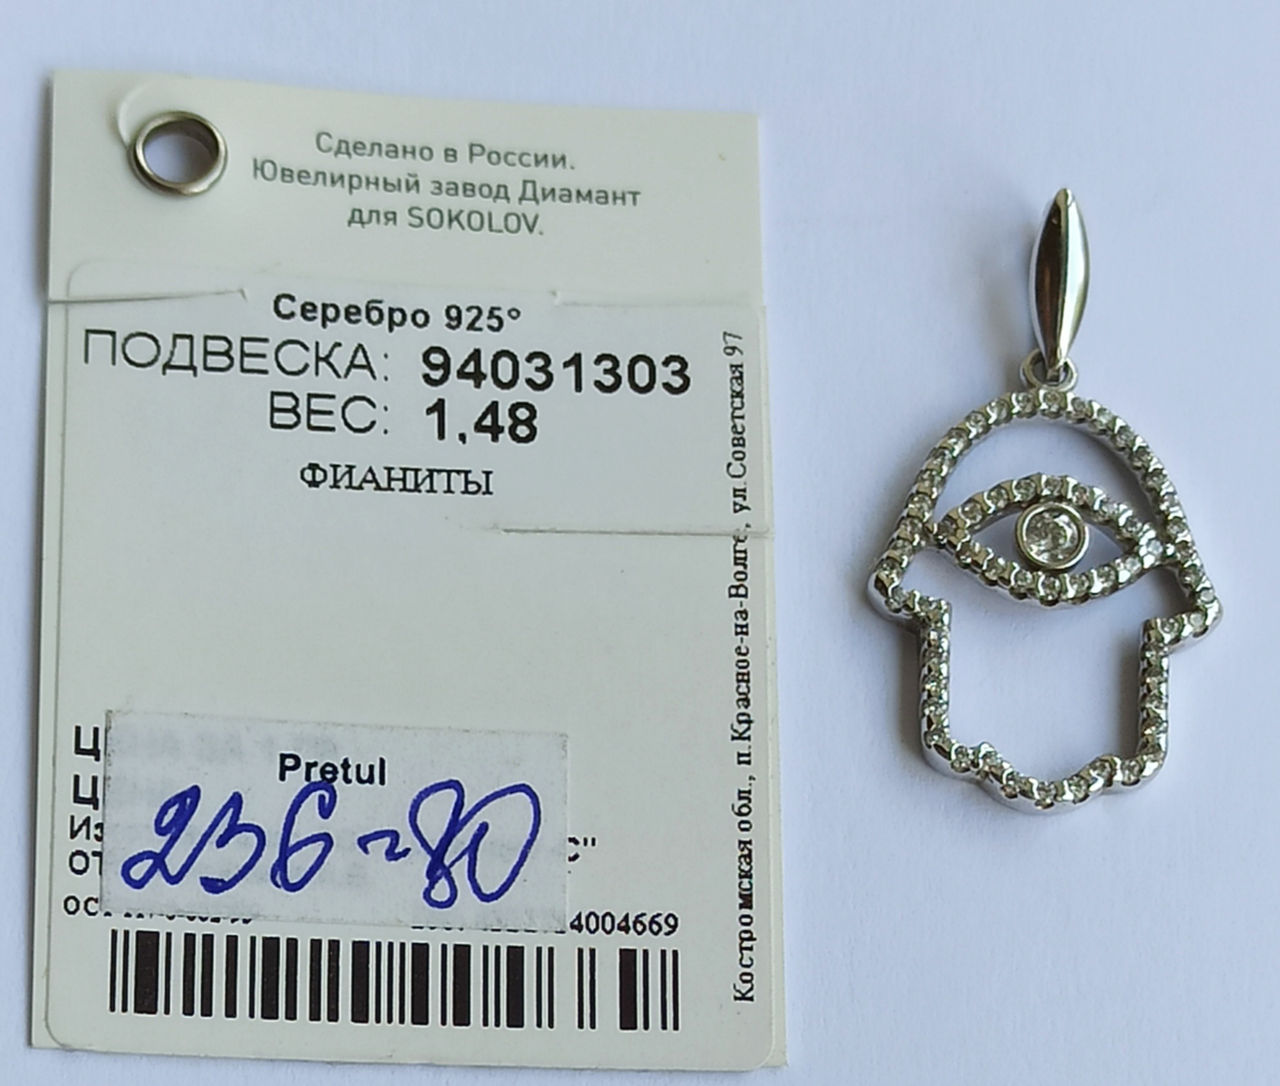 Сделано в России.
Ювелирный завод Диамант
для SOKOLOV.
Серебро 925°
ПОДВЕСКА: 94031303
ВЕС: 1,48
ФИАНИТЫ
Pretul
236=80
4004669
Костромская обл., п.Красное-на-Волге, ул.Советская 97